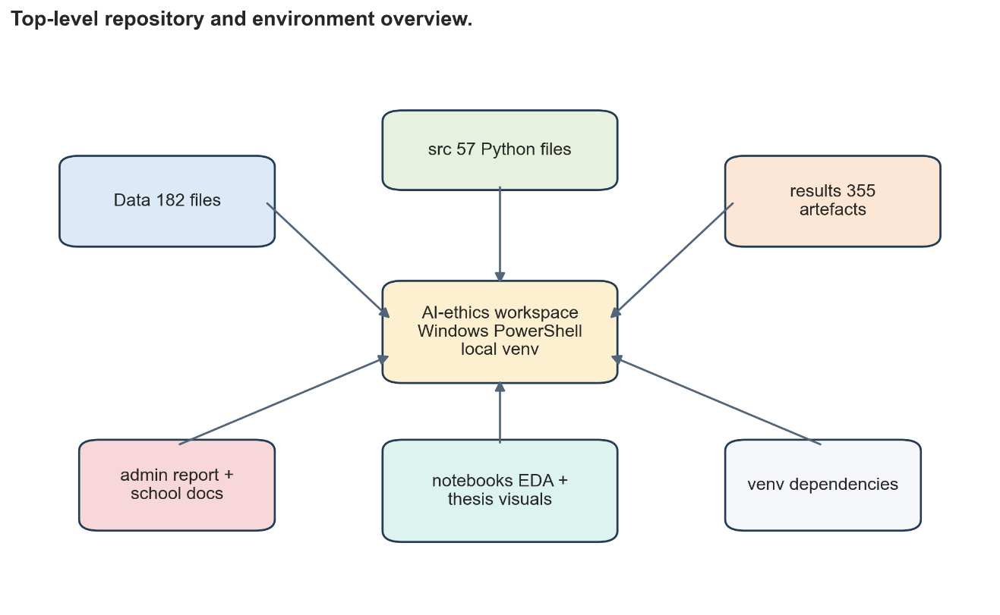 Top-level repository and environment overview.
src 57 Python files
Data 182 files
results 355
artefacts
AI-ethics workspace
Windows PowerShell
local venv
admin report +
school docs
notebooks EDA +
thesis visuals
venv dependencies